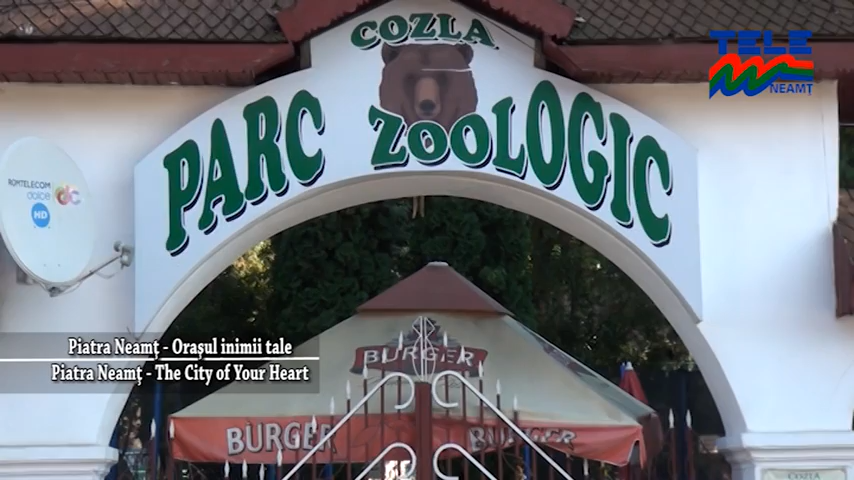 COZLA
PARC ZOOLOGIC
TELE
NEAMȚ
ROMTELECOM
dolce
HD
BURGER
BURGER
BURGER
Piatra Neamț - Orașul inimii tale
Piatra Neamț - The City of Your Heart
COZLA